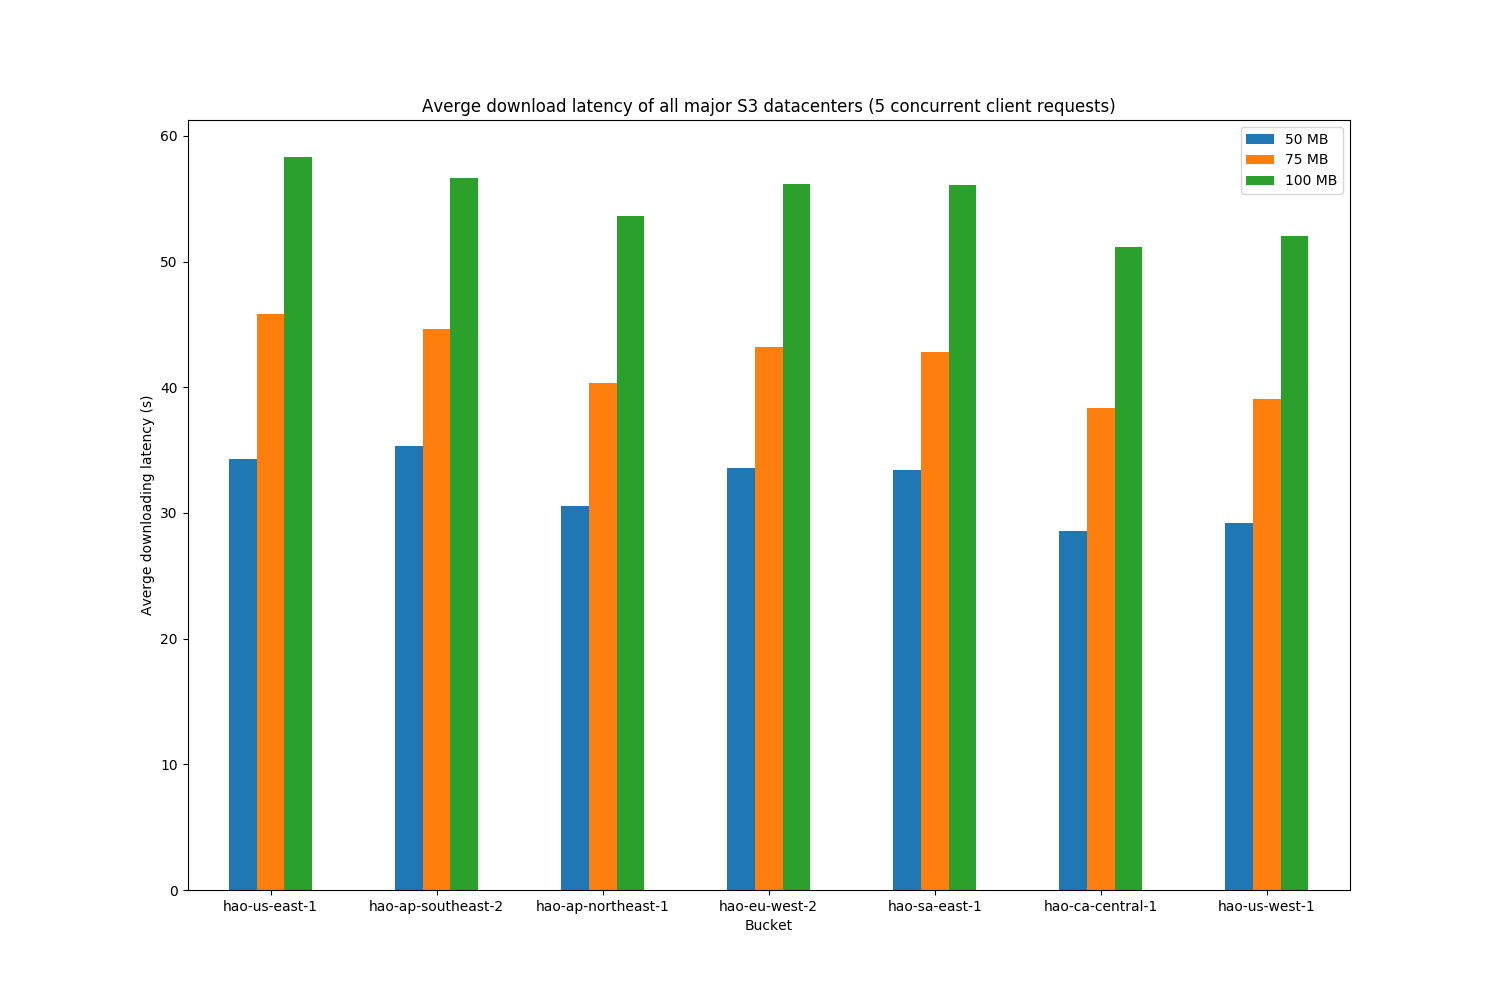 Averge download latency of all major S3 datacenters (5 concurrent client requests)
60
50
40
30
20
10
0
Averge downloading latency (s)
50 MB
75 MB
100 MB
hao-us-east-1 hao-ap-southeast-2 hao-ap-northeast-1 hao-eu-west-2 hao-sa-east-1 hao-ca-central-1 hao-us-west-1
Bucket